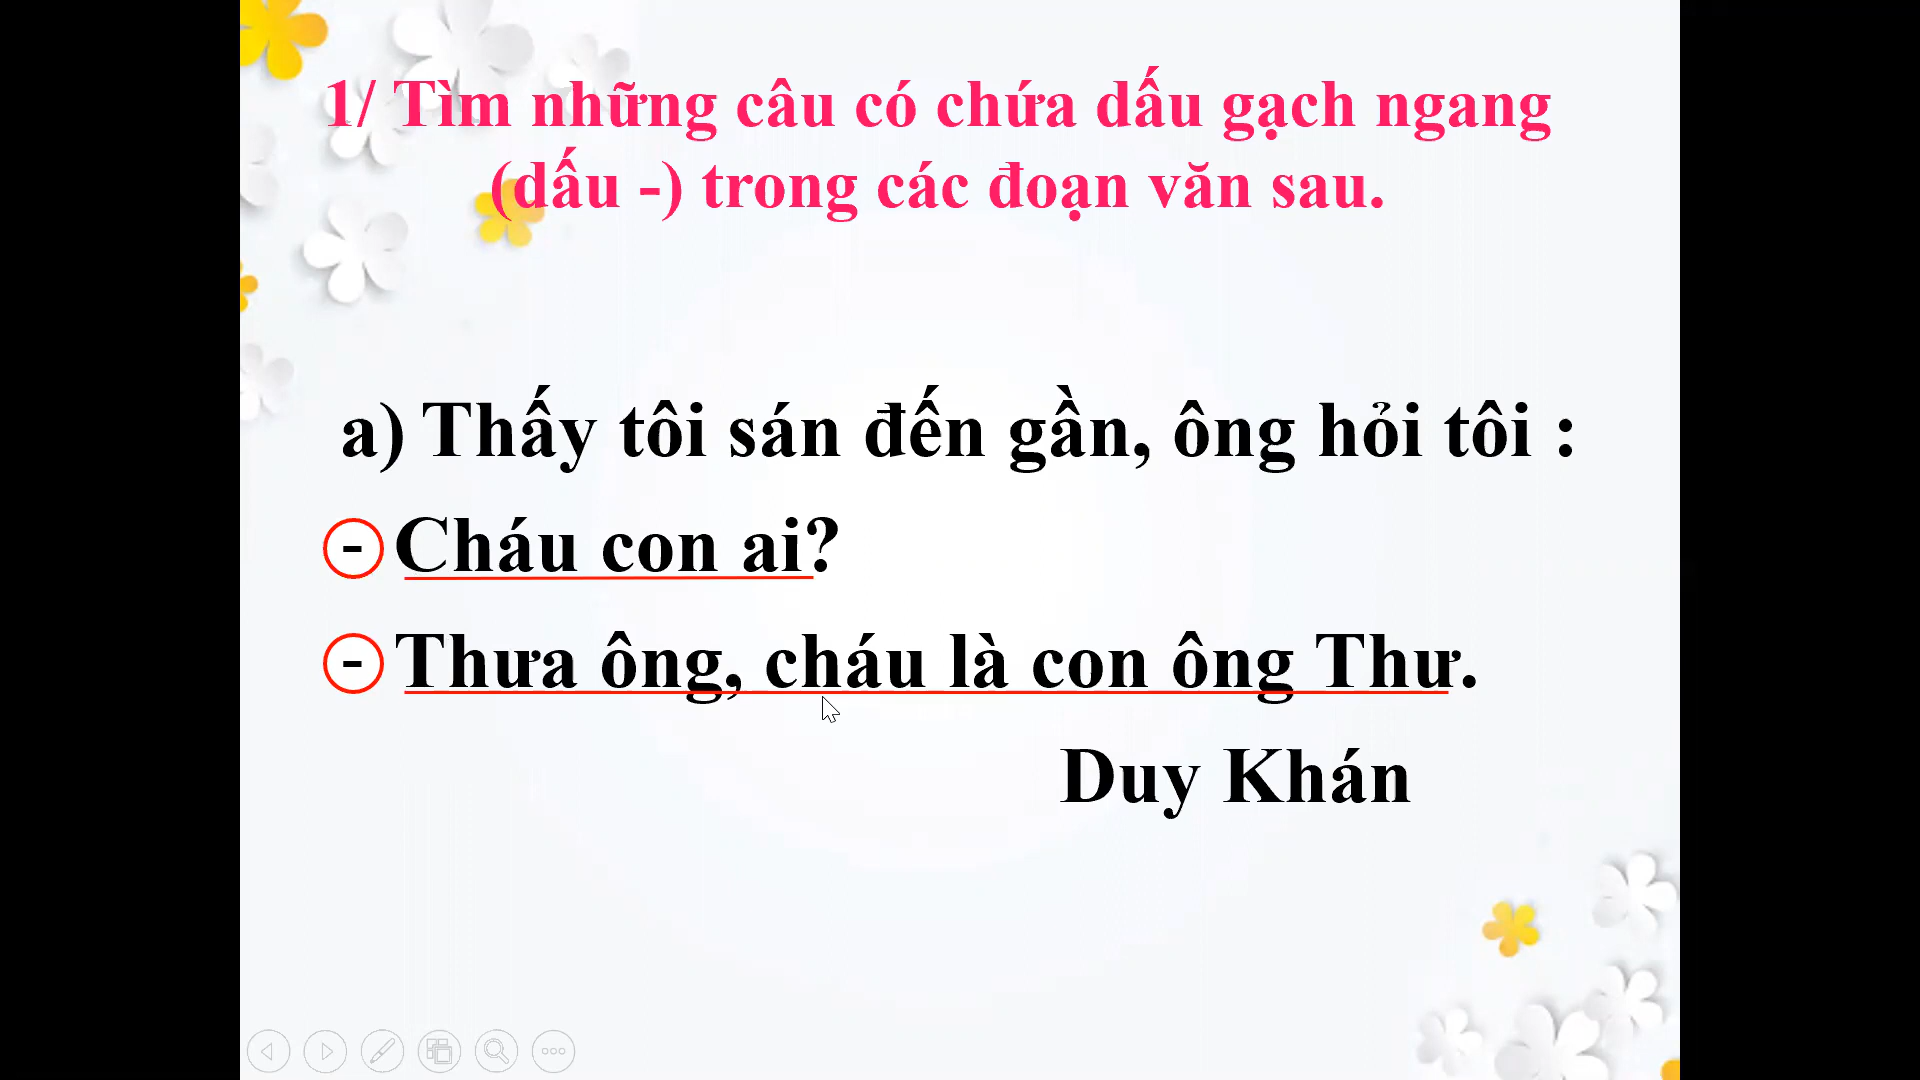 1/ Tìm những câu có chứa dấu gạch ngang
(dấu -) trong các đoạn văn sau.
a) Thấy tôi sán đến gần, ông hỏi tôi :
- Cháu con ai?
- Thưa ông, cháu là con ông Thư.
Duy Khán